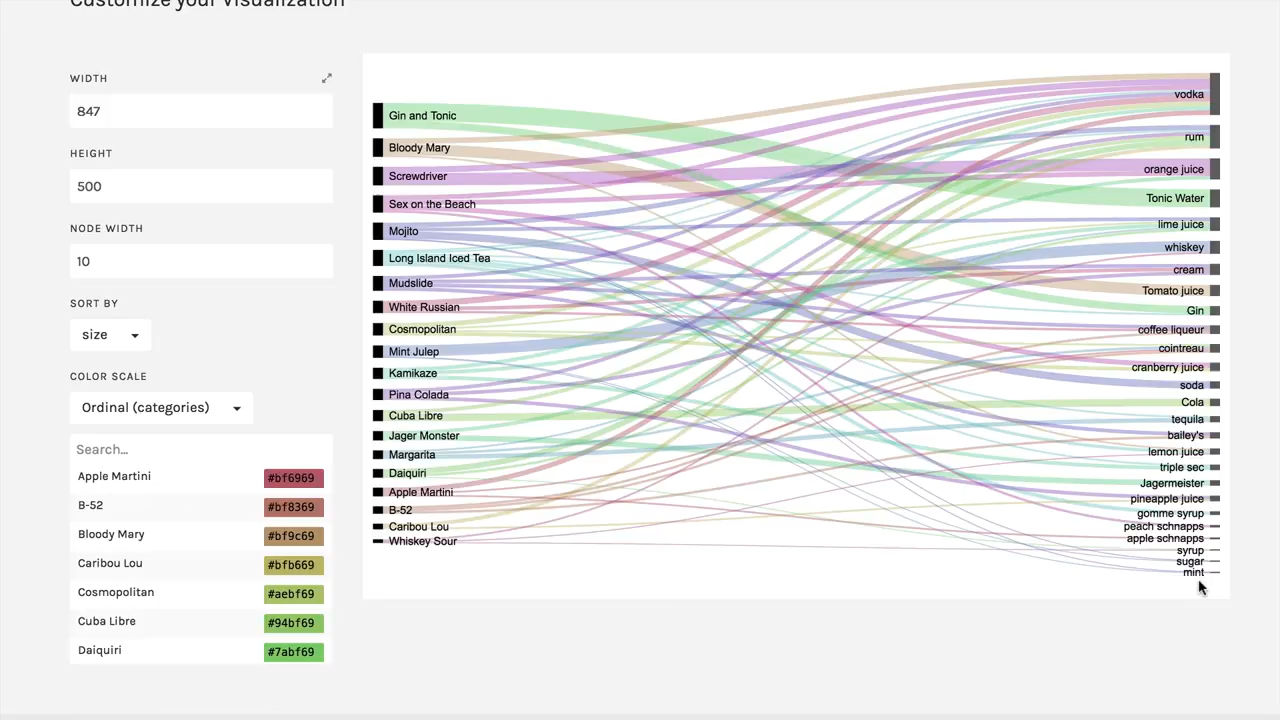 Customize your Visualization
WIDTH
847
HEIGHT
500
NODE WIDTH
10
SORT BY
size
COLOR SCALE
Ordinal (categories)
Search...
Apple Martini #bf6969
B-52 #bf8369
Bloody Mary #bf9c69
Caribou Lou #bfb669
Cosmopolitan #aebf69
Cuba Libre #94bf69
Daiquiri #7abf69
Gin and Tonic
Bloody Mary
Screwdriver
Sex on the Beach
Mojito
Long Island Iced Tea
Mudslide
White Russian
Cosmopolitan
Mint Julep
Kamikaze
Pina Colada
Cuba Libre
Jager Monster
Margarita
Daiquiri
Apple Martini
B-52
Caribou Lou
Whiskey Sour
vodka
rum
orange juice
Tonic Water
lime juice
whiskey
cream
Tomato juice
Gin
coffee liqueur
cointreau
cranberry juice
soda
Cola
tequila
bailey's
lemon juice
triple sec
Jagermeister
pineapple juice
gomme syrup
peach schnapps
apple schnapps
syrup
sugar
mint